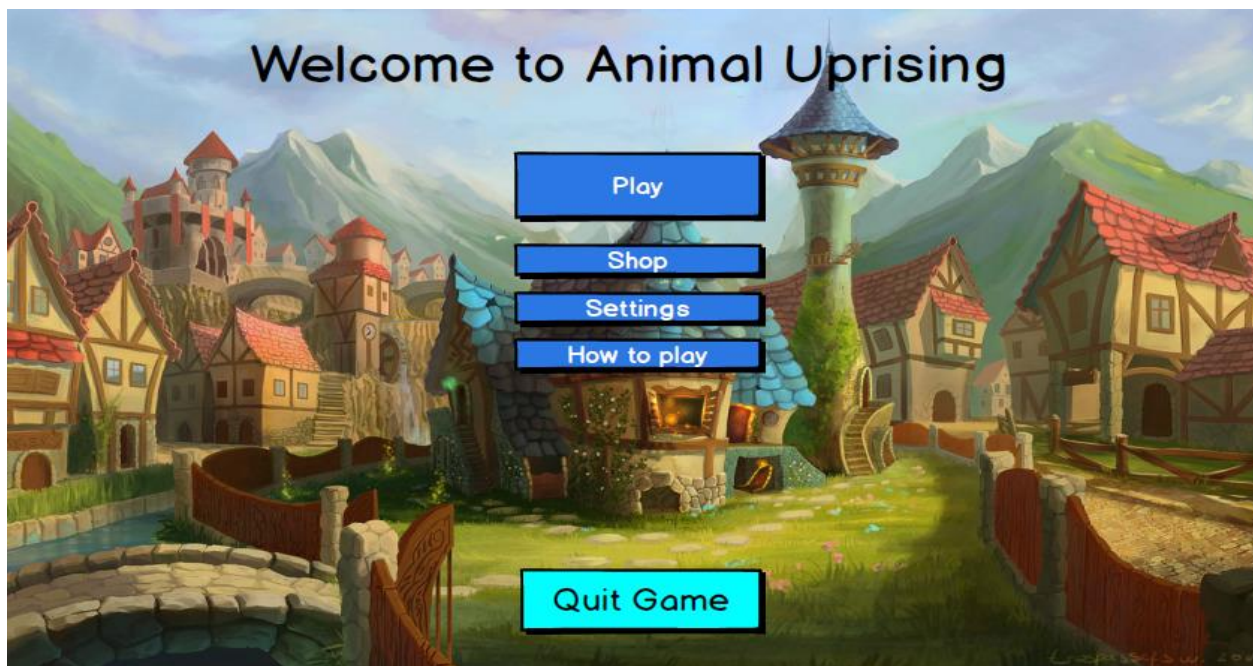 Welcome to Animal Uprising
Play
Shop
Settings
How to play
Quit Game